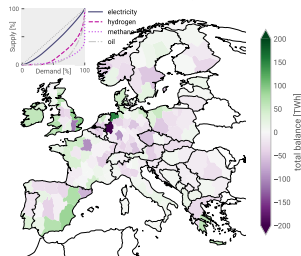 100
50
0
Supply [%]
0
100
Demand [%]
electricity
hydrogen
methane
oil
200
150
100
50
0
−50
−100
−150
−200
total balance [TWh]